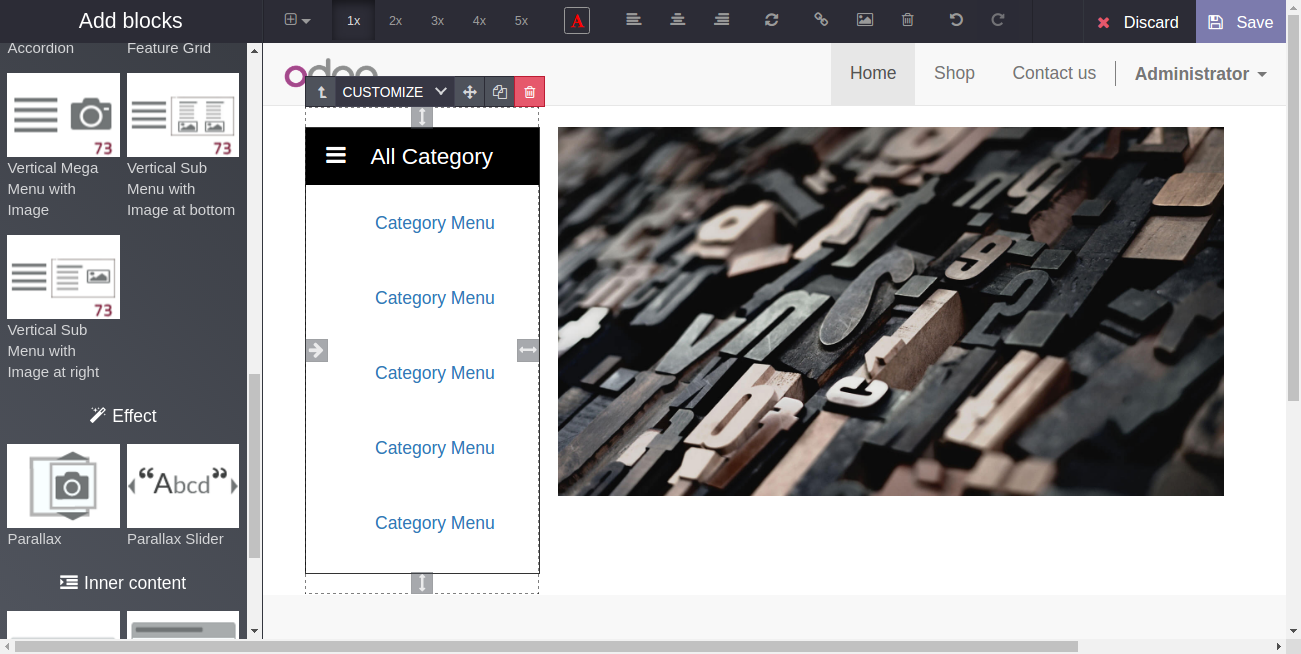 Add blocks
1x 2x 3x 4x 5x
A
Discard
Save
Accordion
Feature Grid
odoo
Home
Shop
Contact us
Administrator
CUSTOMIZE
73
Vertical Mega
Menu with
Image
73
Vertical Sub
Menu with
Image at bottom
73
Vertical Sub
Menu with
Image at right
Effect
Parallax
“Abcd”
Parallax Slider
Inner content
All Category
Category Menu
Category Menu
Category Menu
Category Menu
Category Menu